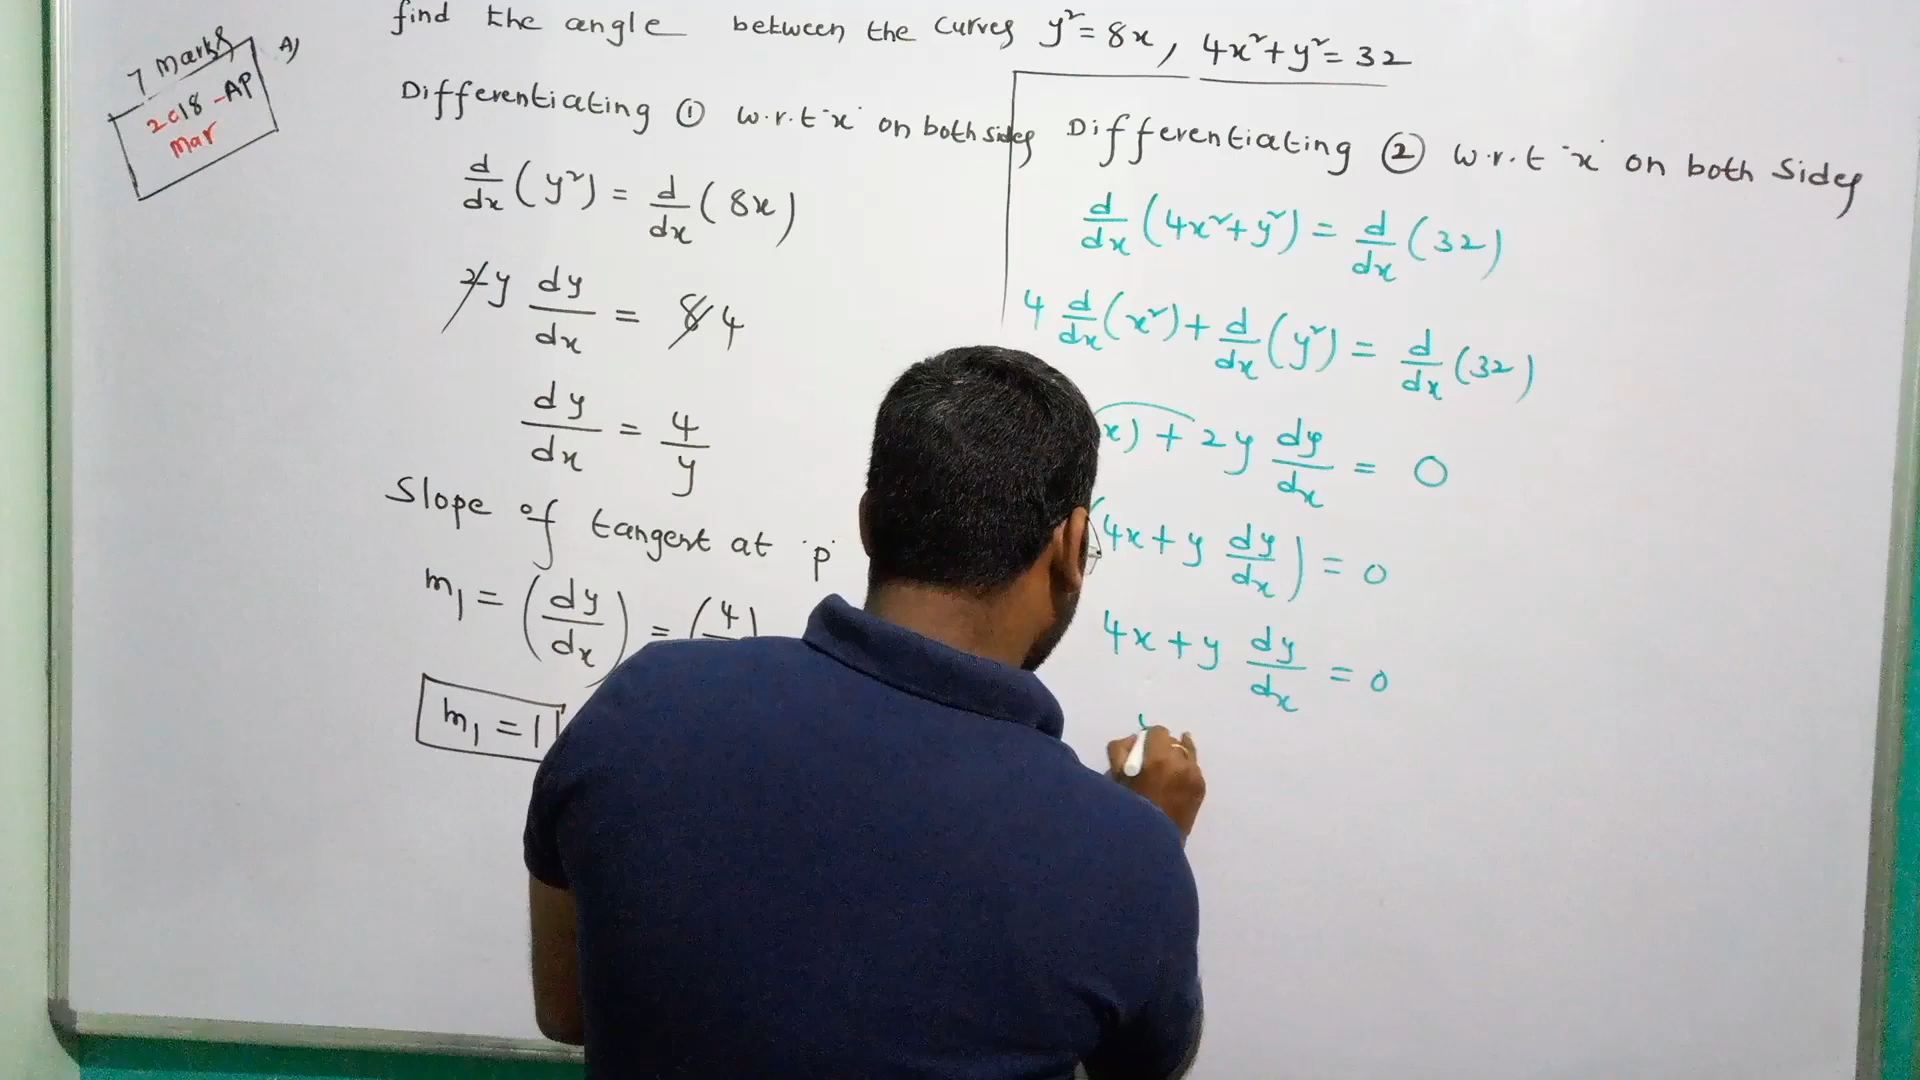 7 Marks
2018-AP
Mar
A)
find the angle between the curves y² = 8x, 4x² + y² = 32
Differentiating ① w.r.t 'x' on both sides
d/dx (y²) = d/dx (8x)
2y dy/dx = 8 4
dy/dx = 4/y
Slope of tangent at 'p'
m₁ = (dy/dx) = (4
m₁ = 1
Differentiating ② w.r.t 'x' on both sides
d/dx (4x² + y²) = d/dx (32)
4 d/dx (x²) + d/dx (y²) = d/dx (32)
x) + 2y dy/dx = 0
(4x + y dy/dx) = 0
4x + y dy/dx = 0